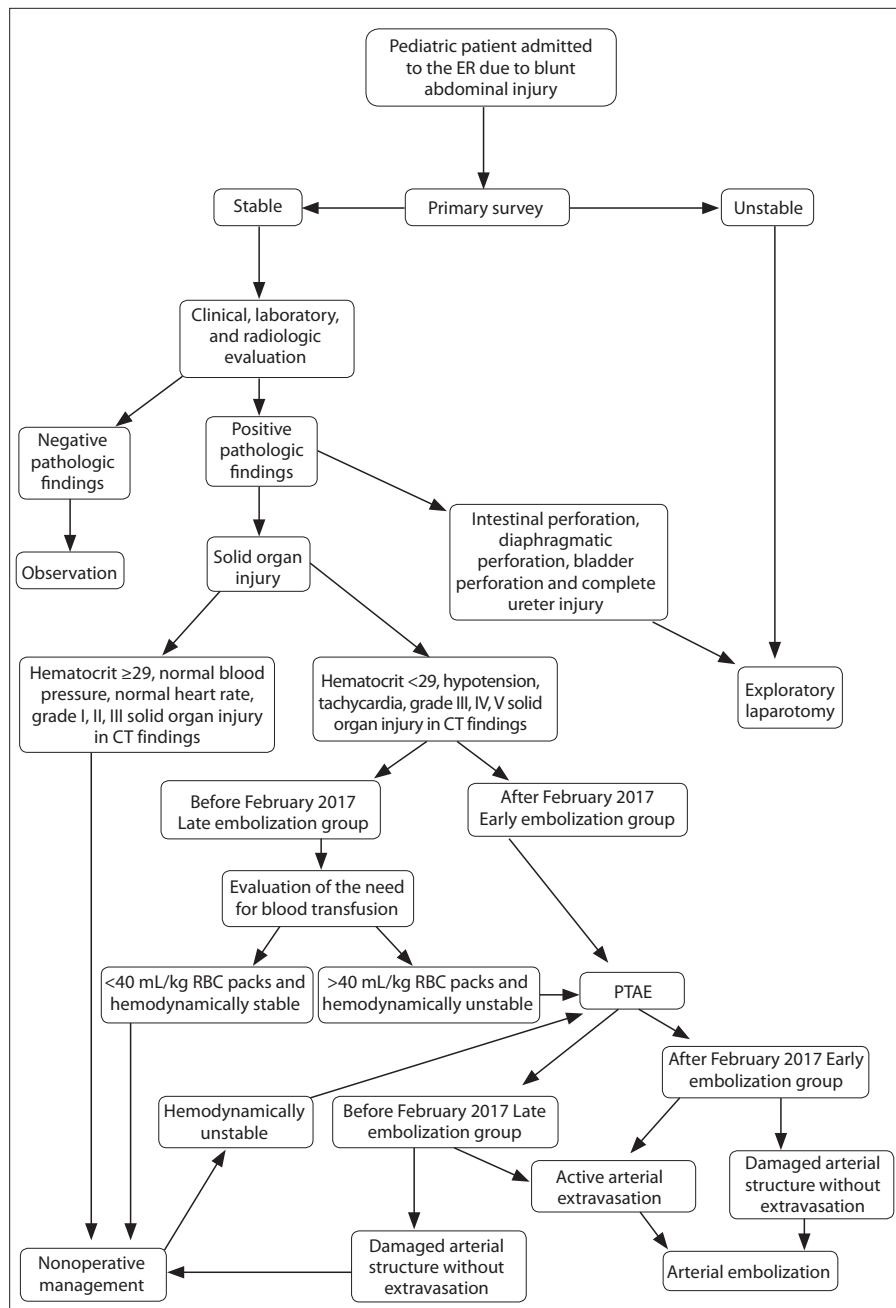 Pediatric patient admitted
to the ER due to blunt
abdominal injury
Stable
Primary survey
Unstable
Clinical, laboratory,
and radiologic
evaluation
Negative
pathologic
findings
Positive
pathologic
findings
Intestinal perforation,
diaphragmatic
perforation, bladder
perforation and complete
ureter injury
Observation
Solid organ
injury
Hematocrit ≥29, normal blood
pressure, normal heart rate,
grade I, II, III solid organ injury
in CT findings
Hematocrit <29, hypotension,
tachycardia, grade III, IV, V solid
organ injury in CT findings
Exploratory
laparotomy
Before February 2017
Late embolization group
After February 2017
Early embolization group
Evaluation of the need
for blood transfusion
<40 mL/kg RBC packs and
hemodynamically stable
>40 mL/kg RBC packs and
hemodynamically unstable
PTAE
Hemodynamically
unstable
Before February 2017 Late
embolization group
After February 2017 Early
embolization group
Active arterial
extravasation
Damaged arterial
structure without
extravasation
Nonoperative
management
Damaged arterial
structure without
extravasation
Arterial embolization